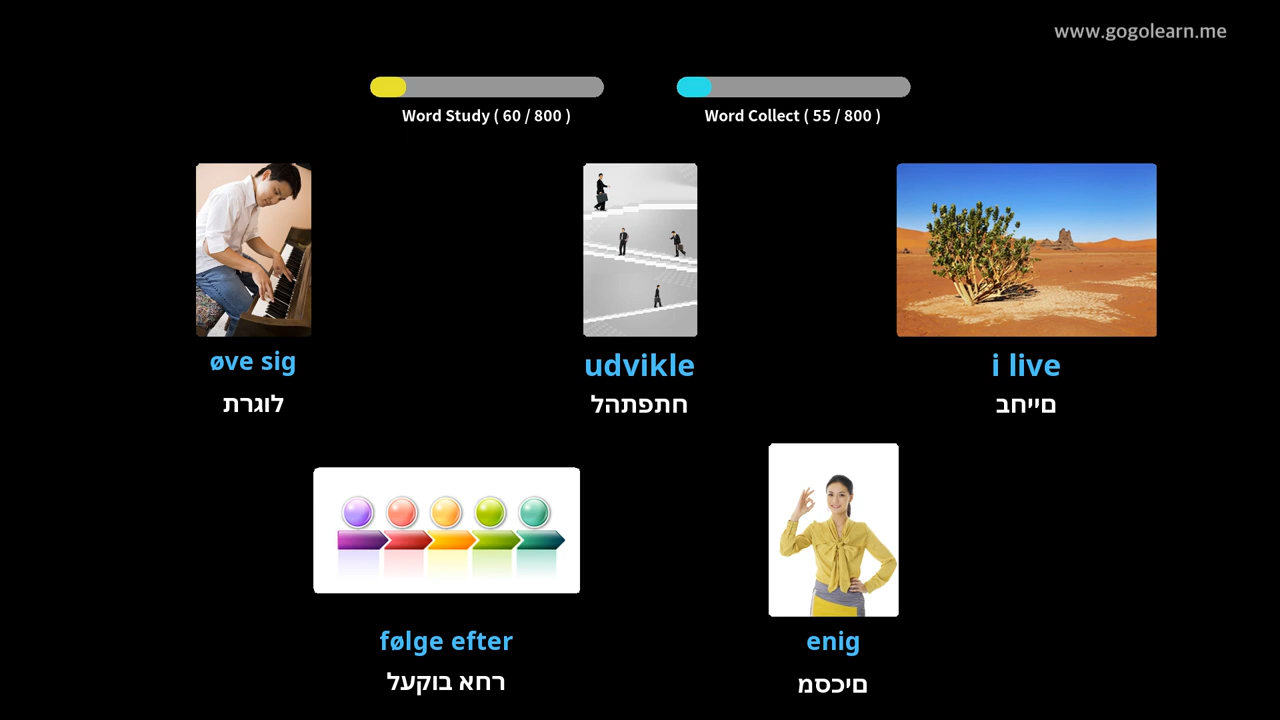 www.gogolearn.me
Word Study ( 60 / 800 )
Word Collect ( 55 / 800 )
øve sig
תרגול
udvikle
להתפתח
i live
בחיים
følge efter
לעקוב אחר
enig
מסכים